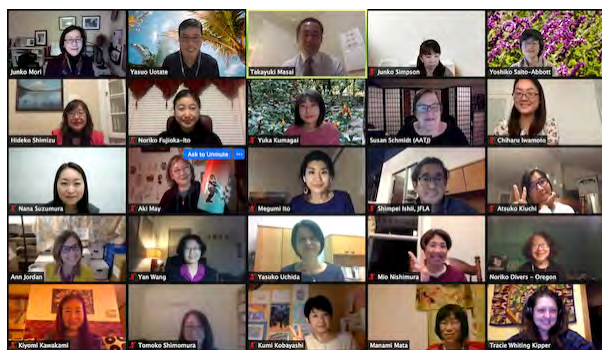 Junko Mori
Yasuo Uotate
Takayuki Masai
Junko Simpson
Yoshiko Saito-Abbott
Hideko Shimizu
Noriko Fujioka-Ito
Yuka Kumagai
Susan Schmidt (AATJ)
Chiharu Iwamoto
Ask to Unmute
Nana Suzumura
Aki May
Megumi Ito
Shimpei Ishii, JFLA
Atsuko Kiuchi
Ann Jordan
Yan Wang
Yasuko Uchida
Mio Nishimura
Noriko Divers - Oregon
Kiyomi Kawakami
Tomoko Shimomura
Kumi Kobayashi
Manami Mata
Tracie Whiting Kipper